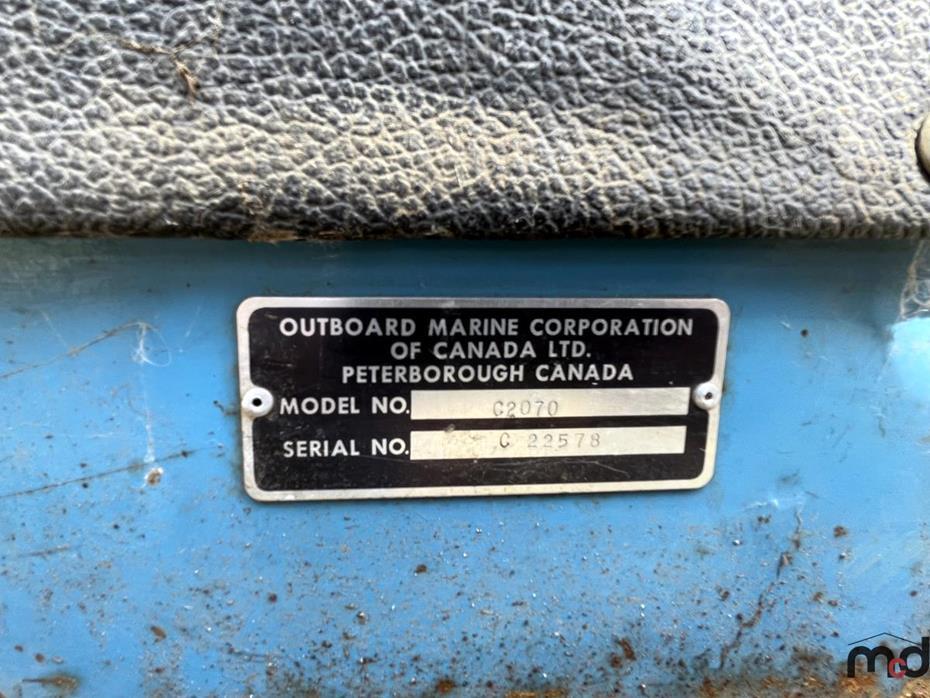 OUTBOARD MARINE CORPORATION
OF CANADA LTD.
PETERBOROUGH CANADA
MODEL NO. C2070
SERIAL NO. C 22578
mcd